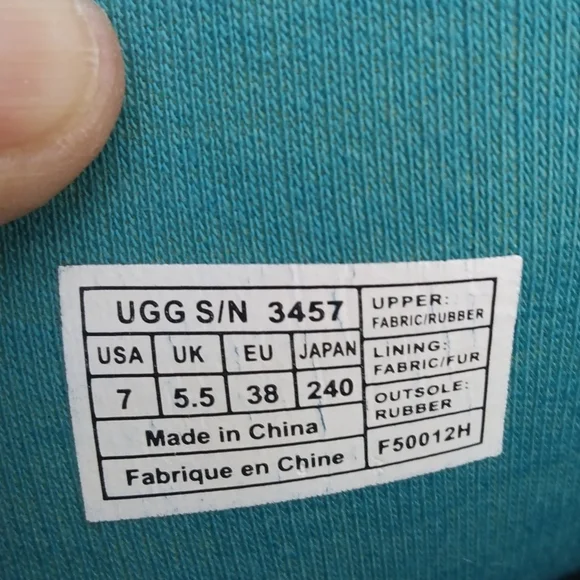 UGG S/N 3457
USA UK EU JAPAN
7 5.5 38 240
Made in China
Fabrique en Chine
UPPER:
FABRIC/RUBBER
LINING:
FABRIC/FUR
OUTSOLE:
RUBBER
F50012H